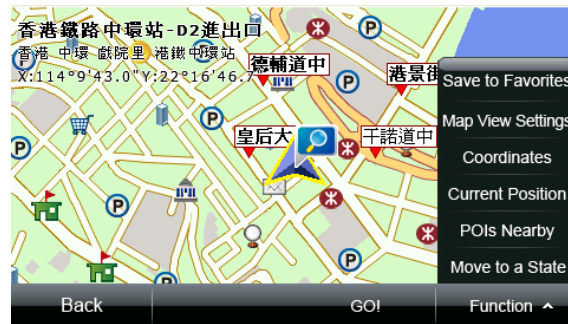 香港鐵路中環站-D2進出口
香港 中環 戲院里 港鐵中環站
X:114°9'43.0"Y:22°16'46.7
德輔道中
港景街
皇后大
干諾道中
P
P
P
P
P
P
P
Save to Favorites
Map View Settings
Coordinates
Current Position
POIs Nearby
Move to a State
Back
GO!
Function